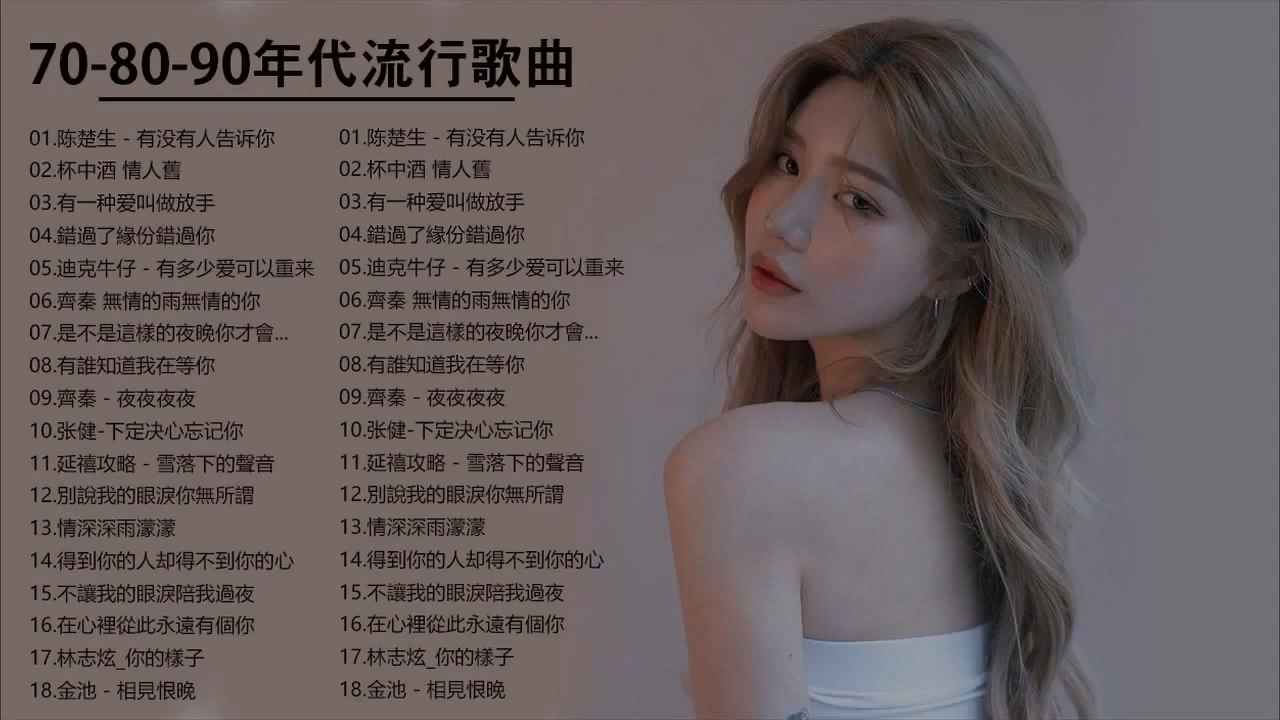 70-80-90年代流行歌曲
01.陈楚生 - 有没有人告诉你
02.杯中酒 情人舊
03.有一种爱叫做放手
04.錯過了緣份錯過你
05.迪克牛仔 - 有多少爱可以重来
06.齊秦 無情的雨無情的你
07.是不是這樣的夜晚你才會...
08.有誰知道我在等你
09.齊秦 - 夜夜夜夜
10.张健-下定决心忘记你
11.延禧攻略 - 雪落下的聲音
12.別說我的眼淚你無所謂
13.情深深雨濛濛
14.得到你的人却得不到你的心
15.不讓我的眼淚陪我過夜
16.在心裡從此永遠有個你
17.林志炫_你的樣子
18.金池 - 相見恨晚
01.陈楚生 - 有没有人告诉你
02.杯中酒 情人舊
03.有一种爱叫做放手
04.錯過了緣份錯過你
05.迪克牛仔 - 有多少爱可以重来
06.齊秦 無情的雨無情的你
07.是不是這樣的夜晚你才會...
08.有誰知道我在等你
09.齊秦 - 夜夜夜夜
10.张健-下定决心忘记你
11.延禧攻略 - 雪落下的聲音
12.別說我的眼淚你無所謂
13.情深深雨濛濛
14.得到你的人却得不到你的心
15.不讓我的眼淚陪我過夜
16.在心裡從此永遠有個你
17.林志炫_你的樣子
18.金池 - 相見恨晚